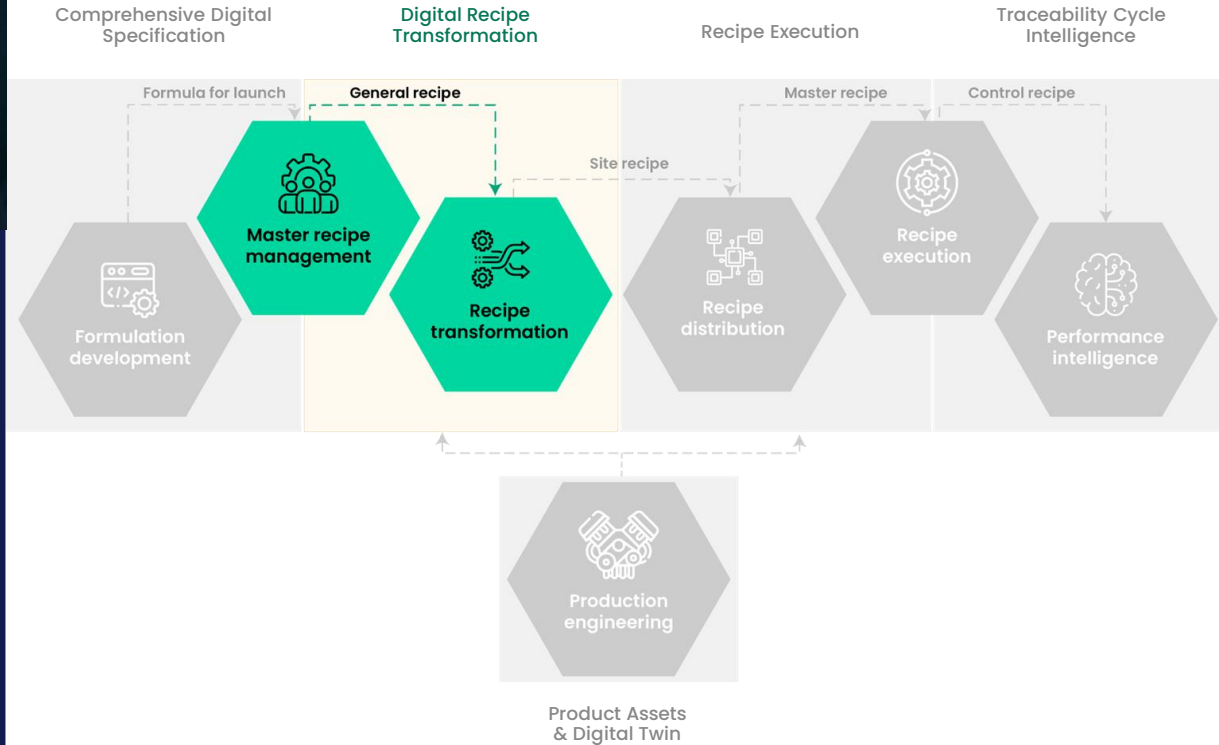 Comprehensive Digital
Specification
Digital Recipe
Transformation
Recipe Execution
Traceability Cycle
Intelligence
Formula for launch
General recipe
Master recipe
Control recipe
Site recipe
Master recipe
management
Recipe
execution
Recipe
transformation
Recipe
distribution
Formulation
development
Performance
intelligence
</>
Production
engineering
Product Assets
& Digital Twin